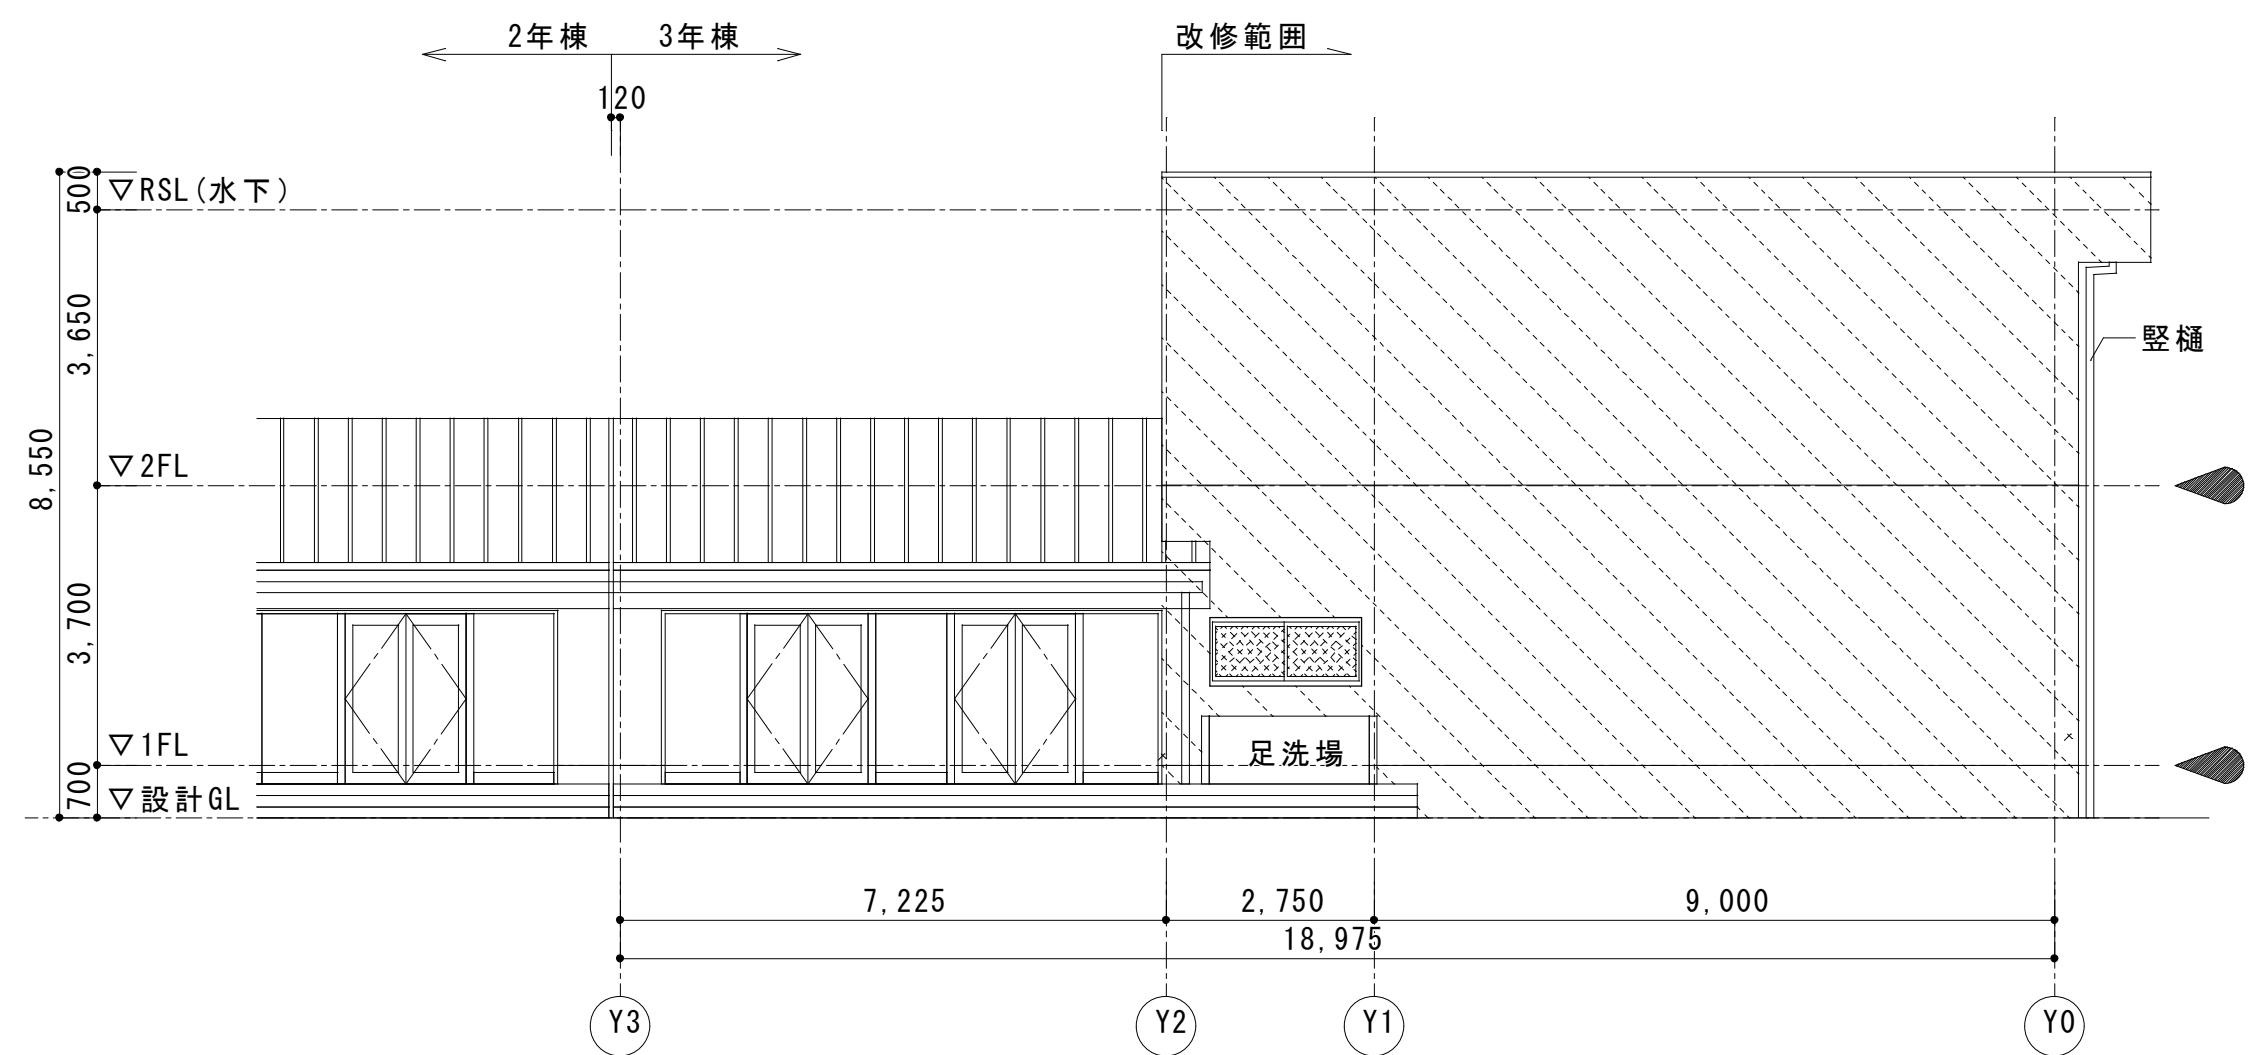 2年棟
3年棟
改修範囲
120
500
▽RSL(水下)
3,650
竪樋
8,550
▽2FL
3,700
▽1FL
足洗場
700
▽設計GL
7,225
2,750
9,000
18,975
Y3
Y2
Y1
Y0